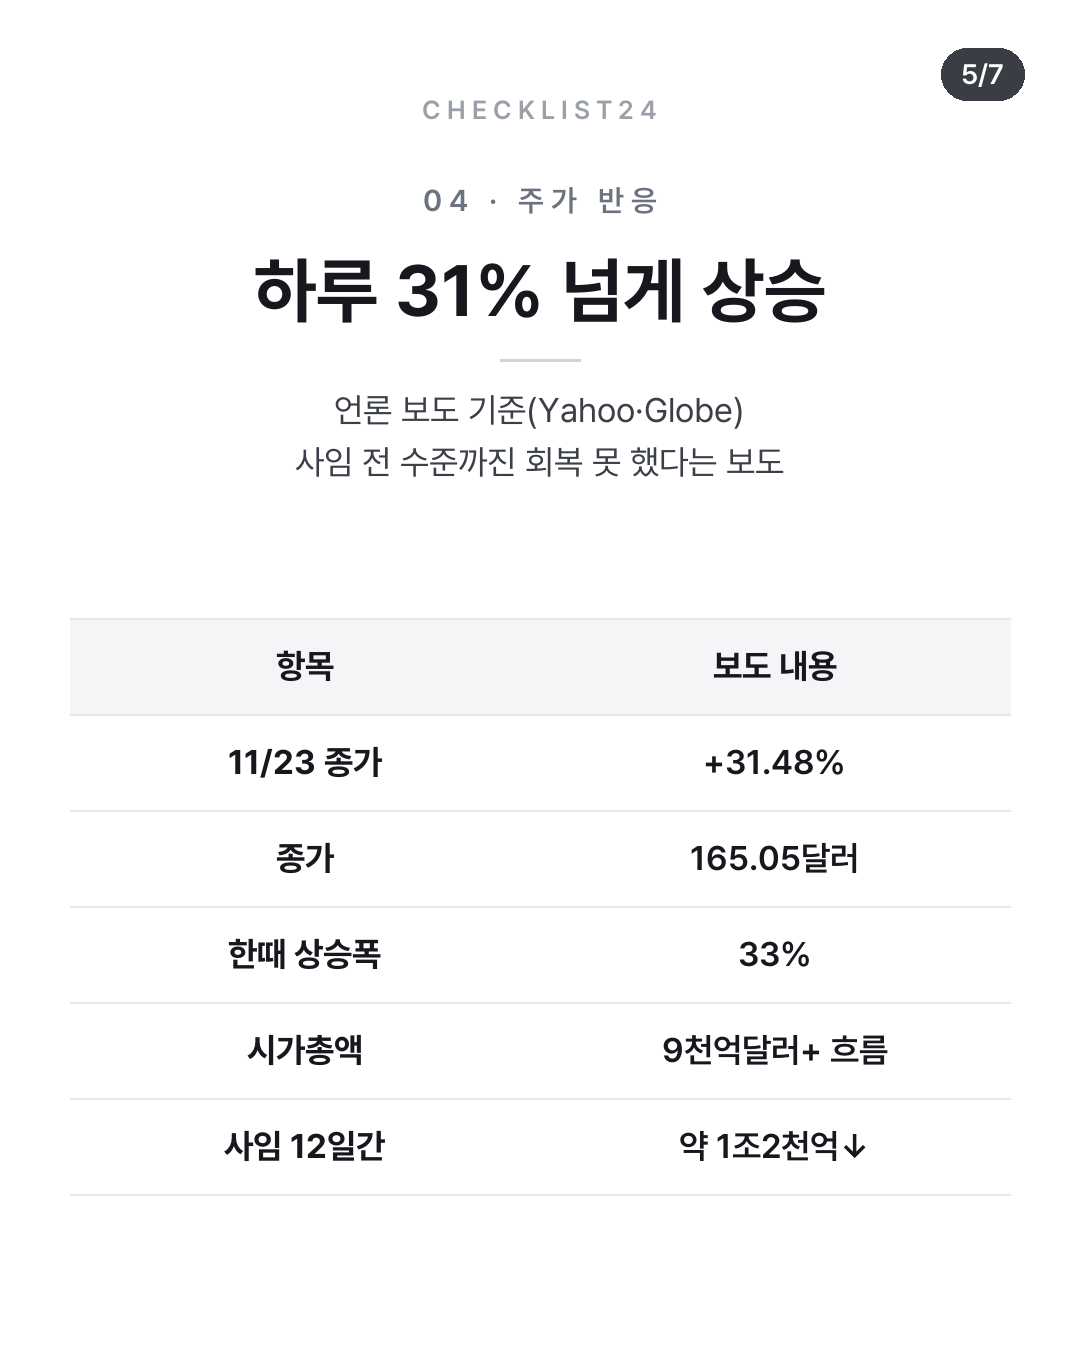 5/7
CHECKLIST24
04 · 주가 반응
하루 31% 넘게 상승
언론 보도 기준(Yahoo·Globe)
사임 전 수준까진 회복 못 했다는 보도
항목 보도 내용
11/23 종가 +31.48%
종가 165.05달러
한때 상승폭 33%
시가총액 9천억달러+ 흐름
사임 12일간 약 1조2천억↓